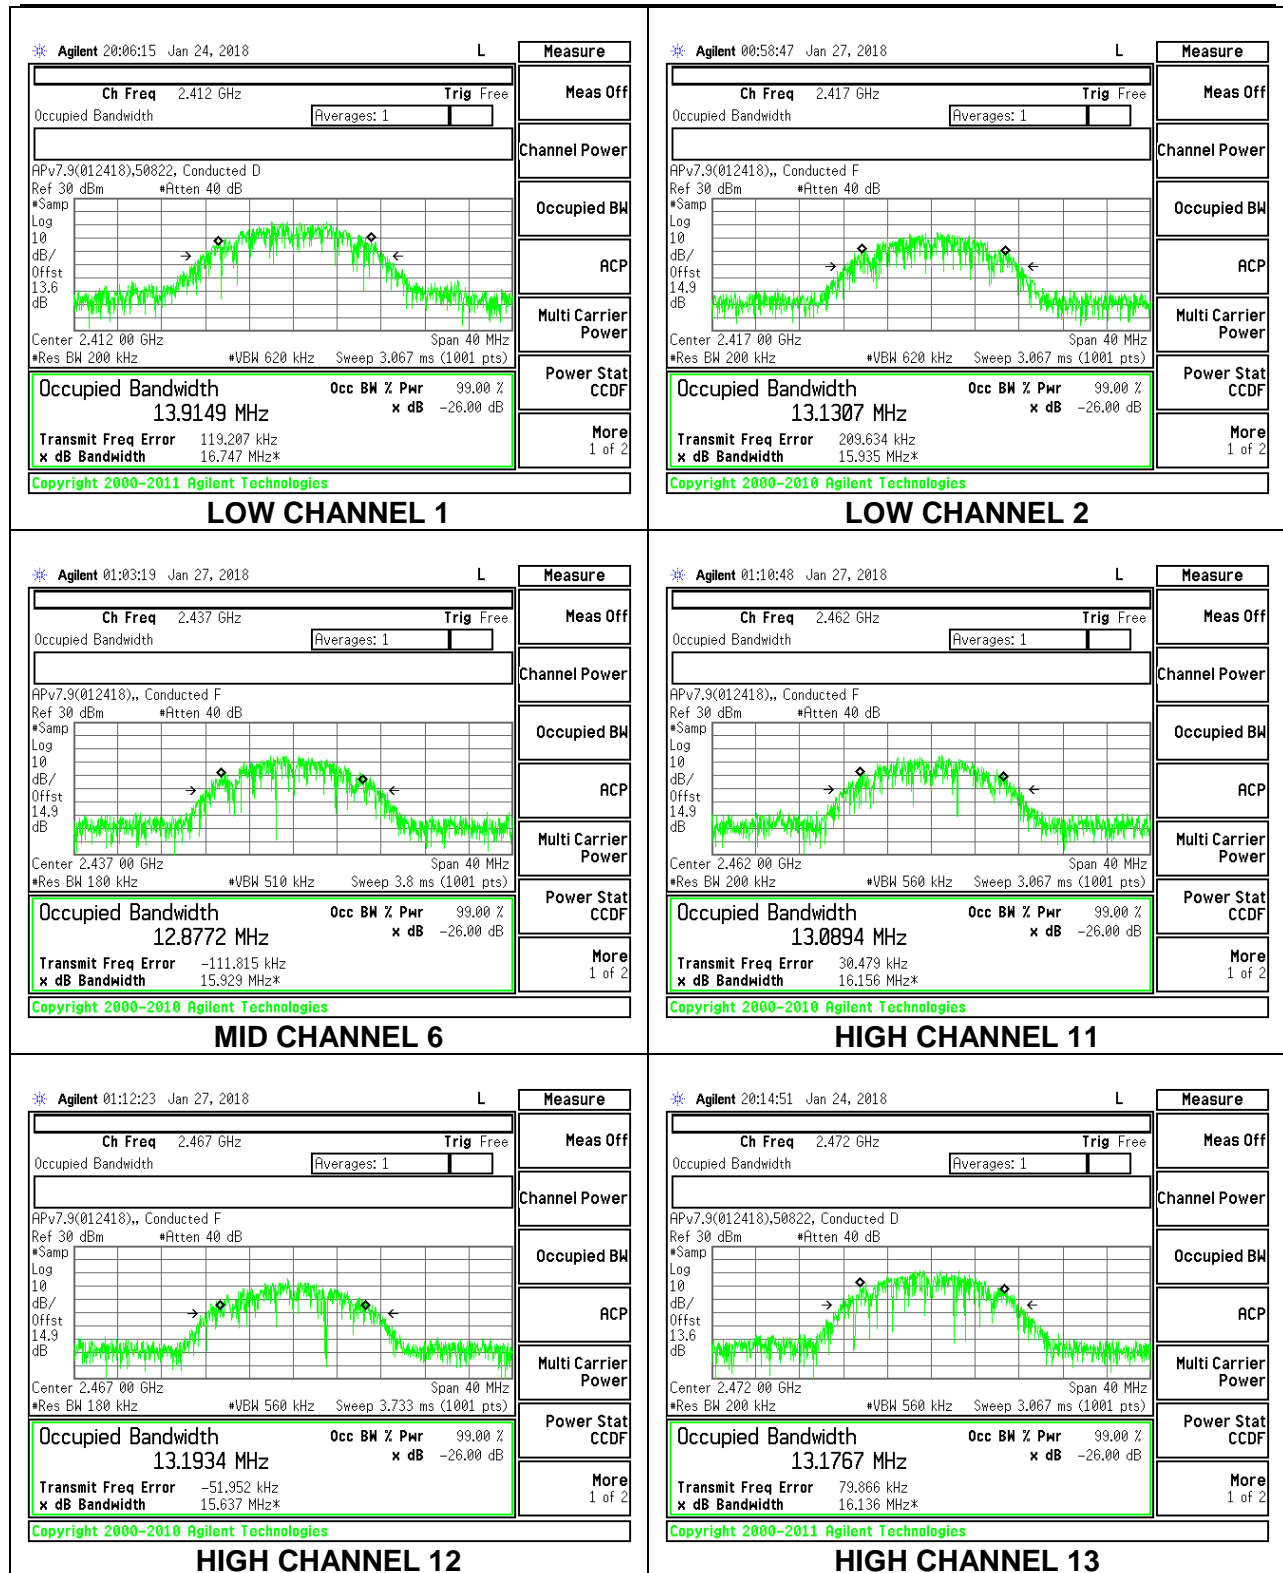 Agilent 20:06:15 Jan 24, 2018 L Measure
Ch Freq 2.412 GHz Trig Free
Meas Off
Occupied Bandwidth Averages: 1
Channel Power
APv7.9(012418),50822, Conducted D
Ref 30 dBm #Atten 40 dB
#Samp
Log
10
dB/
Offst
13.6
dB
Occupied BW
ACP
Multi Carrier
Power
Center 2.412 00 GHz Span 40 MHz
#Res BW 200 kHz #VBW 620 kHz Sweep 3.067 ms (1001 pts)
Power Stat
CCDF
Occupied Bandwidth Occ BW % Pwr 99.00 %
13.9149 MHz x dB -26.00 dB
Transmit Freq Error 119.207 kHz
x dB Bandwidth 16.747 MHz*
More
1 of 2
Copyright 2000-2011 Agilent Technologies
LOW CHANNEL 1
Agilent 00:58:47 Jan 27, 2018 L Measure
Ch Freq 2.417 GHz Trig Free
Meas Off
Occupied Bandwidth Averages: 1
Channel Power
APv7.9(012418),, Conducted F
Ref 30 dBm #Atten 40 dB
#Samp
Log
10
dB/
Offst
14.9
dB
Occupied BW
ACP
Multi Carrier
Power
Center 2.417 00 GHz Span 40 MHz
#Res BW 200 kHz #VBW 620 kHz Sweep 3.067 ms (1001 pts)
Power Stat
CCDF
Occupied Bandwidth Occ BW % Pwr 99.00 %
13.1307 MHz x dB -26.00 dB
Transmit Freq Error 209.634 kHz
x dB Bandwidth 15.935 MHz*
More
1 of 2
Copyright 2000-2010 Agilent Technologies
LOW CHANNEL 2
Agilent 01:03:19 Jan 27, 2018 L Measure
Ch Freq 2.437 GHz Trig Free
Meas Off
Occupied Bandwidth Averages: 1
Channel Power
APv7.9(012418),, Conducted F
Ref 30 dBm #Atten 40 dB
#Samp
Log
10
dB/
Offst
14.9
dB
Occupied BW
ACP
Multi Carrier
Power
Center 2.437 00 GHz Span 40 MHz
#Res BW 180 kHz #VBW 510 kHz Sweep 3.8 ms (1001 pts)
Power Stat
CCDF
Occupied Bandwidth Occ BW % Pwr 99.00 %
12.8772 MHz x dB -26.00 dB
Transmit Freq Error -111.815 kHz
x dB Bandwidth 15.929 MHz*
More
1 of 2
Copyright 2000-2010 Agilent Technologies
MID CHANNEL 6
Agilent 01:10:48 Jan 27, 2018 L Measure
Ch Freq 2.462 GHz Trig Free
Meas Off
Occupied Bandwidth Averages: 1
Channel Power
APv7.9(012418),, Conducted F
Ref 30 dBm #Atten 40 dB
#Samp
Log
10
dB/
Offst
14.9
dB
Occupied BW
ACP
Multi Carrier
Power
Center 2.462 00 GHz Span 40 MHz
#Res BW 200 kHz #VBW 560 kHz Sweep 3.067 ms (1001 pts)
Power Stat
CCDF
Occupied Bandwidth Occ BW % Pwr 99.00 %
13.0894 MHz x dB -26.00 dB
Transmit Freq Error 30.479 kHz
x dB Bandwidth 16.156 MHz*
More
1 of 2
Copyright 2000-2010 Agilent Technologies
HIGH CHANNEL 11
Agilent 01:12:23 Jan 27, 2018 L Measure
Ch Freq 2.467 GHz Trig Free
Meas Off
Occupied Bandwidth Averages: 1
Channel Power
APv7.9(012418),, Conducted F
Ref 30 dBm #Atten 40 dB
#Samp
Log
10
dB/
Offst
14.9
dB
Occupied BW
ACP
Multi Carrier
Power
Center 2.467 00 GHz Span 40 MHz
#Res BW 180 kHz #VBW 560 kHz Sweep 3.733 ms (1001 pts)
Power Stat
CCDF
Occupied Bandwidth Occ BW % Pwr 99.00 %
13.1934 MHz x dB -26.00 dB
Transmit Freq Error -51.952 kHz
x dB Bandwidth 15.637 MHz*
More
1 of 2
Copyright 2000-2010 Agilent Technologies
HIGH CHANNEL 12
Agilent 20:14:51 Jan 24, 2018 L Measure
Ch Freq 2.472 GHz Trig Free
Meas Off
Occupied Bandwidth Averages: 1
Channel Power
APv7.9(012418),50822, Conducted D
Ref 30 dBm #Atten 40 dB
#Samp
Log
10
dB/
Offst
13.6
dB
Occupied BW
ACP
Multi Carrier
Power
Center 2.472 00 GHz Span 40 MHz
#Res BW 200 kHz #VBW 560 kHz Sweep 3.067 ms (1001 pts)
Power Stat
CCDF
Occupied Bandwidth Occ BW % Pwr 99.00 %
13.1767 MHz x dB -26.00 dB
Transmit Freq Error 79.866 kHz
x dB Bandwidth 16.136 MHz*
More
1 of 2
Copyright 2000-2011 Agilent Technologies
HIGH CHANNEL 13